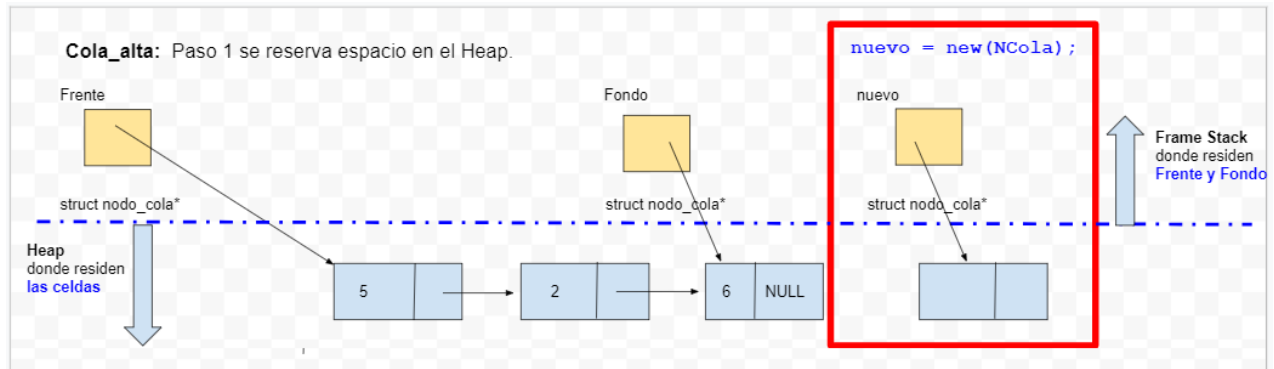 Cola_alta: Paso 1 se reserva espacio en el Heap.
nuevo = new(NCola);
Frente
Fondo
nuevo
Frame Stack
donde residen
Frente y Fondo
struct nodo_cola*
struct nodo_cola*
struct nodo_cola*
Heap
donde residen
las celdas
5
2
6 NULL